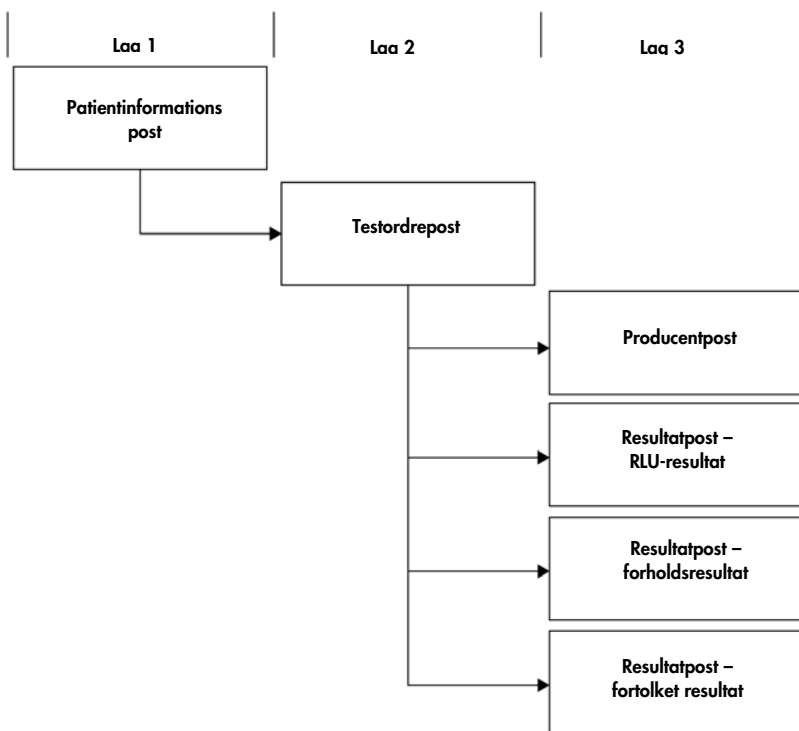 Lag 1
Lag 2
Lag 3
Patientinformations
post
Testordrepost
Producentpost
Resultatpost –
RLU-resultat
Resultatpost –
forholdsresultat
Resultatpost –
fortolket resultat